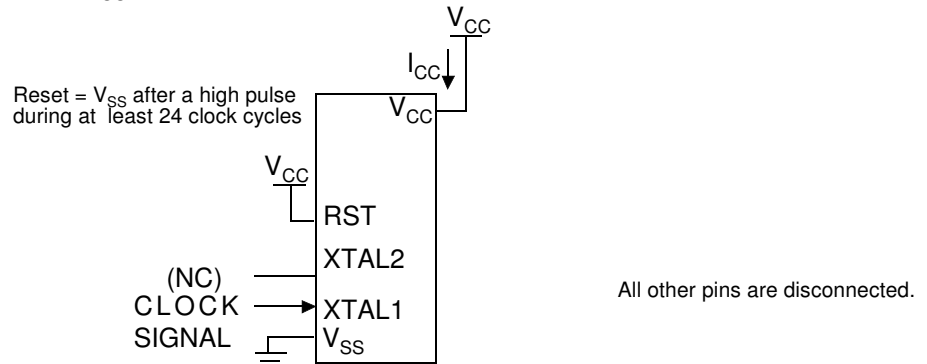 VCC
ICC
Reset = VSS after a high pulse
during at least 24 clock cycles
VCC
VCC
RST
XTAL2
(NC)
CLOCK
XTAL1
SIGNAL
VSS
All other pins are disconnected.